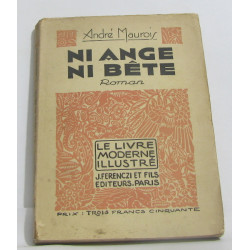 André Maurois
NI ANGE
NI BÊTE
Roman
LE LIVRE
MODERNE
ILLUSTRÉ
J. FERENCZI ET FILS
EDITEURS. PARIS
PRIX : TROIS FRANCS CINQUANTE